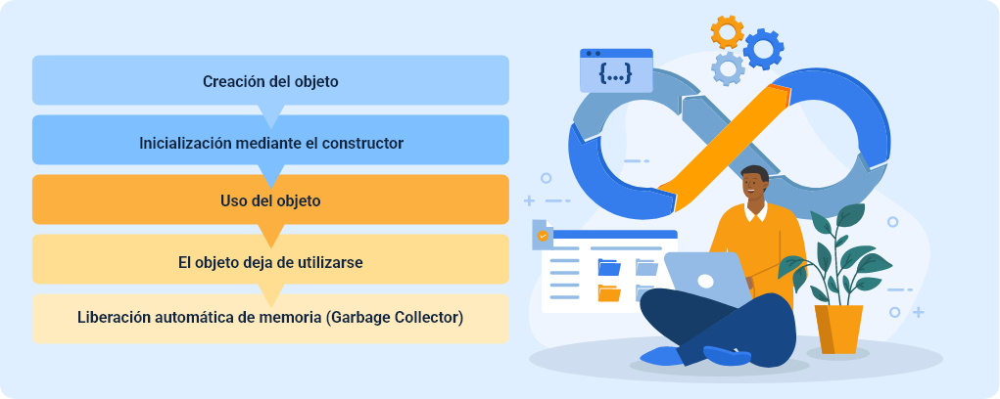 Creación del objeto
Inicialización mediante el constructor
Uso del objeto
El objeto deja de utilizarse
Liberación automática de memoria (Garbage Collector)
{...}